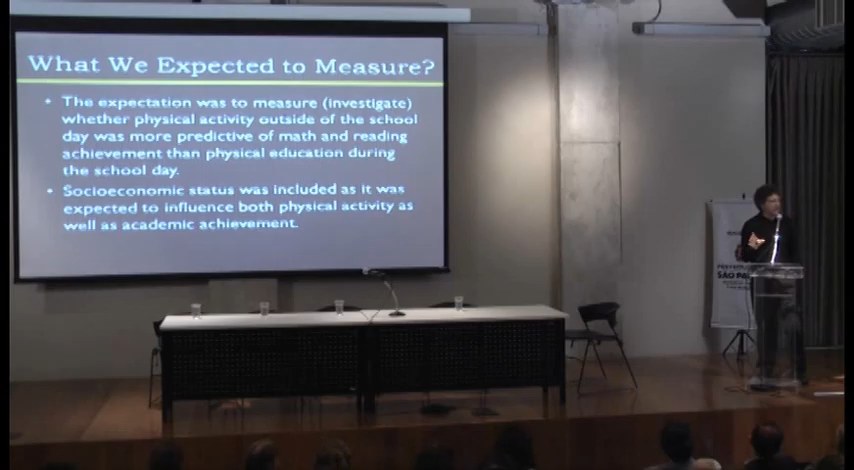 What We Expected to Measure?
• The expectation was to measure (investigate)
whether physical activity outside of the school
day was more predictive of math and reading
achievement than physical education during
the school day.
• Socioeconomic status was included as it was
expected to influence both physical activity as
well as academic achievement.
SÃO